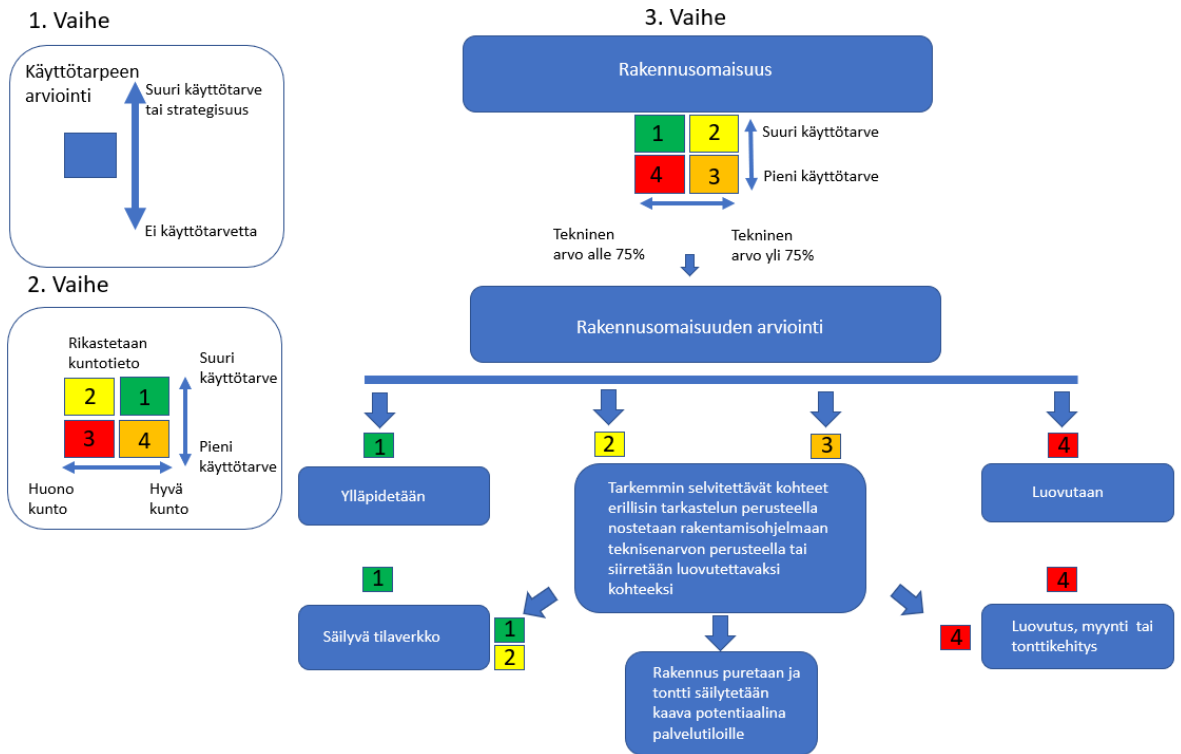 1. Vaihe
Käyttötarpeen
arviointi
Suuri käyttötarve
tai strategisuus
Ei käyttötarvetta
2. Vaihe
Rikastetaan
kuntotieto
2 1
3 4
Suuri
käyttötarve
Pieni
käyttötarve
Huono
kunto
Hyvä
kunto
3. Vaihe
Rakennusomaisuus
1 2
4 3
Suuri käyttötarve
Pieni käyttötarve
Tekninen
arvo alle 75%
Tekninen
arvo yli 75%
Rakennusomaisuuden arviointi
1
2
3
4
Ylläpidetään
Tarkemmin selvitettävät kohteet
erillisin tarkastelun perusteella
nostetaan rakentamisohjelmaan
teknisenarvon perusteella tai
siirretään luovutettavaksi
kohteeksi
Luovutaan
1
Säilyvä tilaverkko
1
2
Rakennus puretaan ja
tontti säilytetään
kaava potentiaalina
palvelutiloille
4
4
Luovutus, myynti tai
tonttikehitys